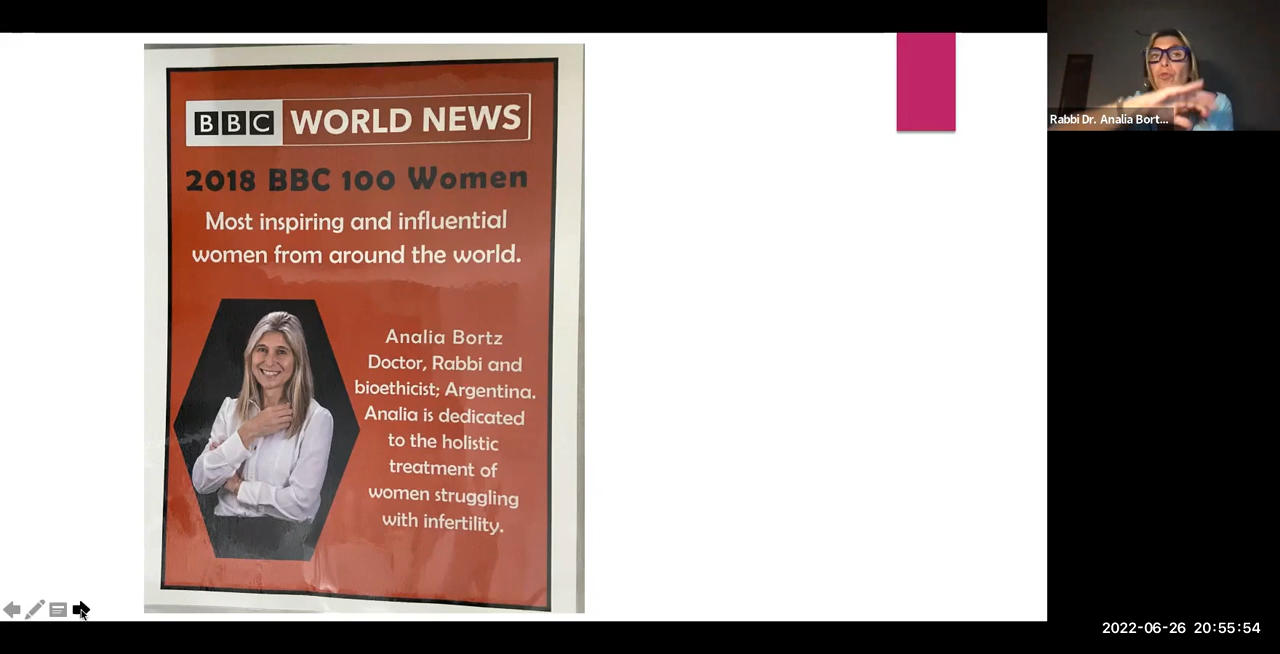 BBC WORLD NEWS
2018 BBC 100 Women
Most inspiring and influential
women from around the world.
Analia Bortz
Doctor, Rabbi and
bioethicist; Argentina.
Analia is dedicated
to the holistic
treatment of
women struggling
with infertility.
Rabbi Dr. Analia Bort...
2022-06-26 20:55:54